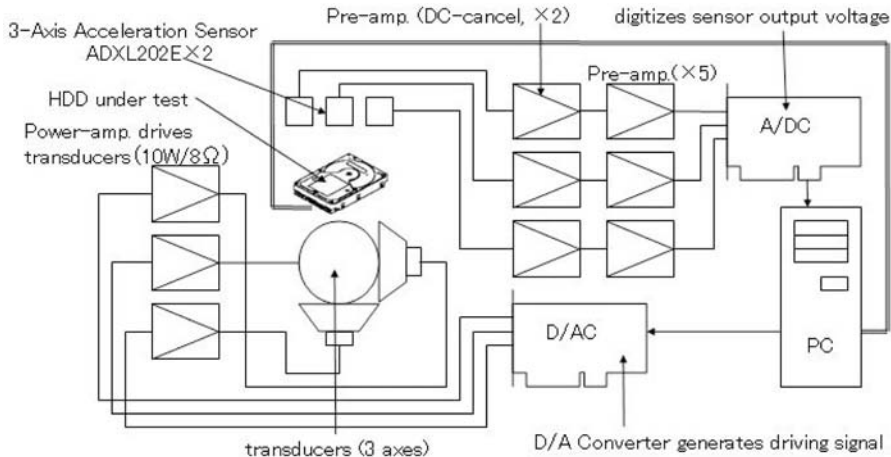 Pre-amp. (DC-cancel, ×2)
digitizes sensor output voltage
3-Axis Acceleration Sensor
ADXL202E×2
Pre-amp.(×5)
HDD under test
A/DC
Power-amp. drives
transducers(10W/8Ω)
D/AC
PC
transducers (3 axes)
D/A Converter generates driving signal